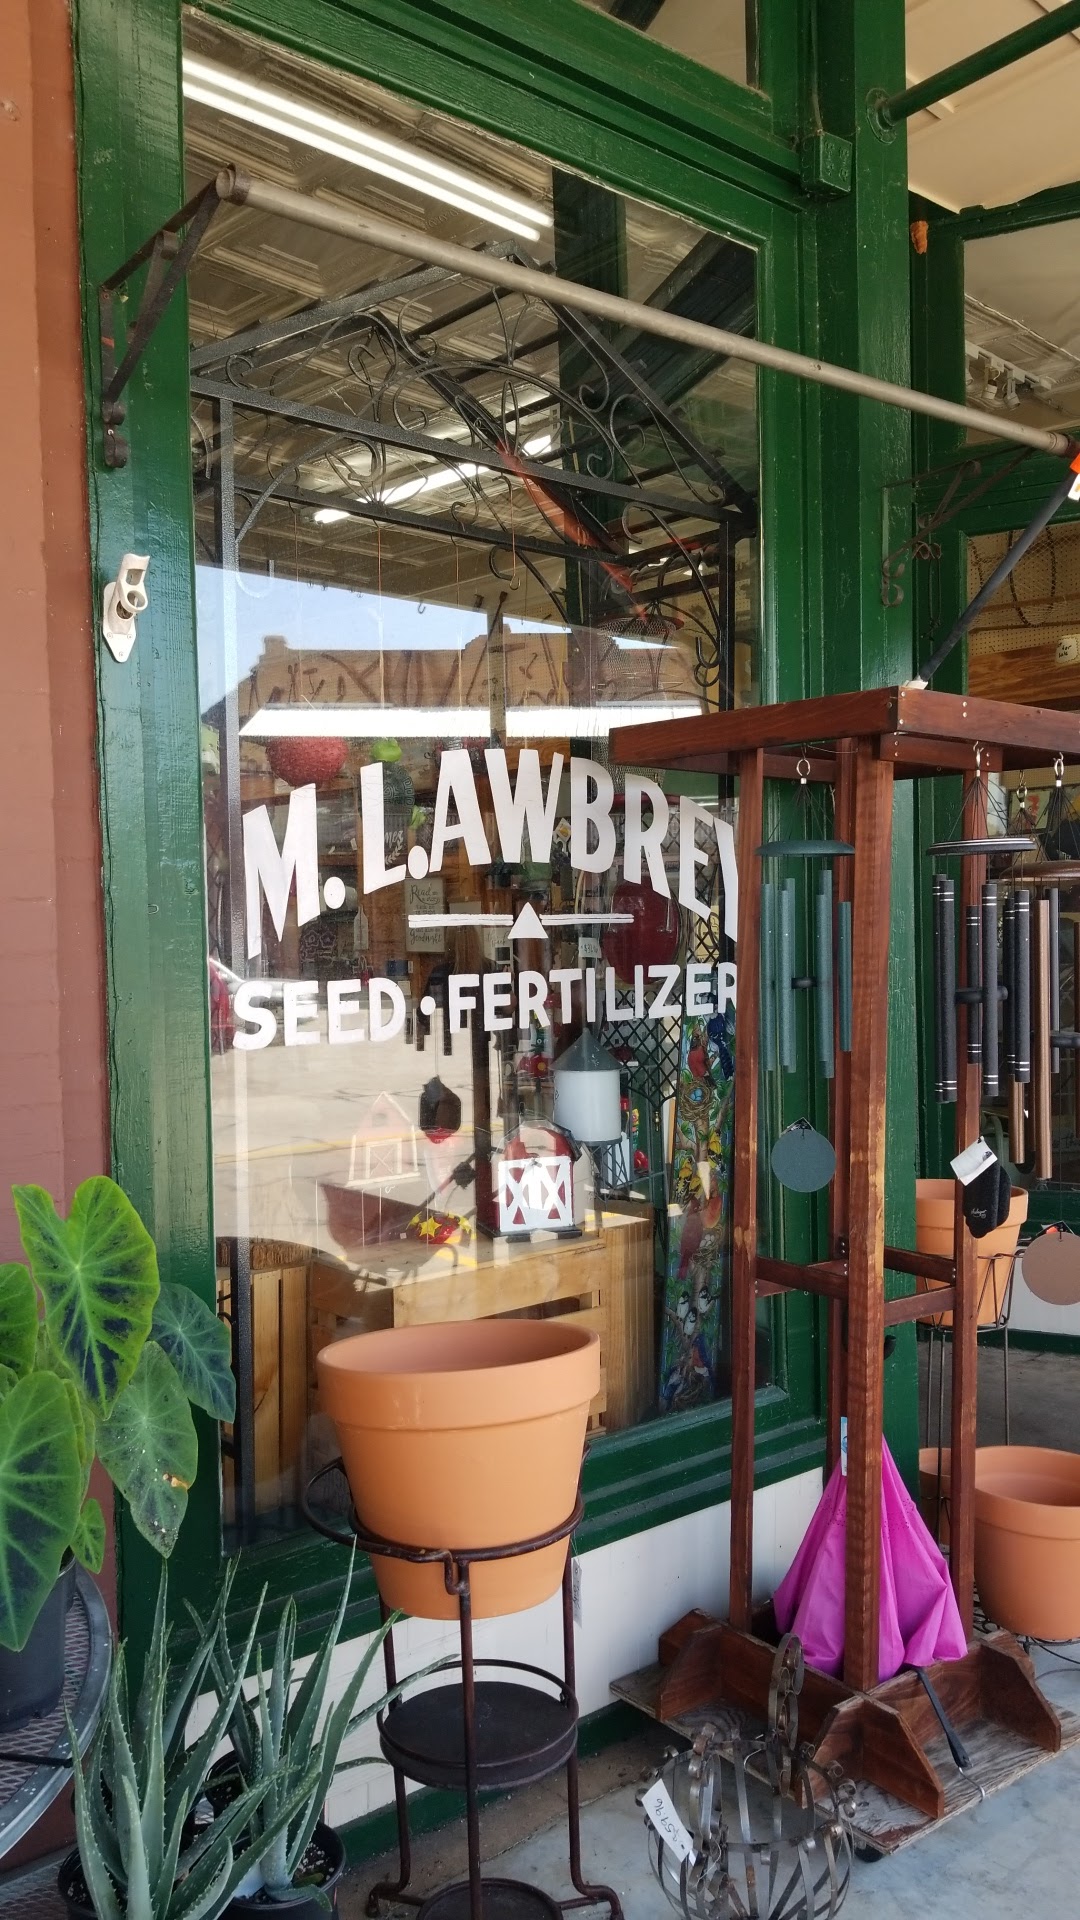 M. L. AWBREY
SEED • FERTILIZER